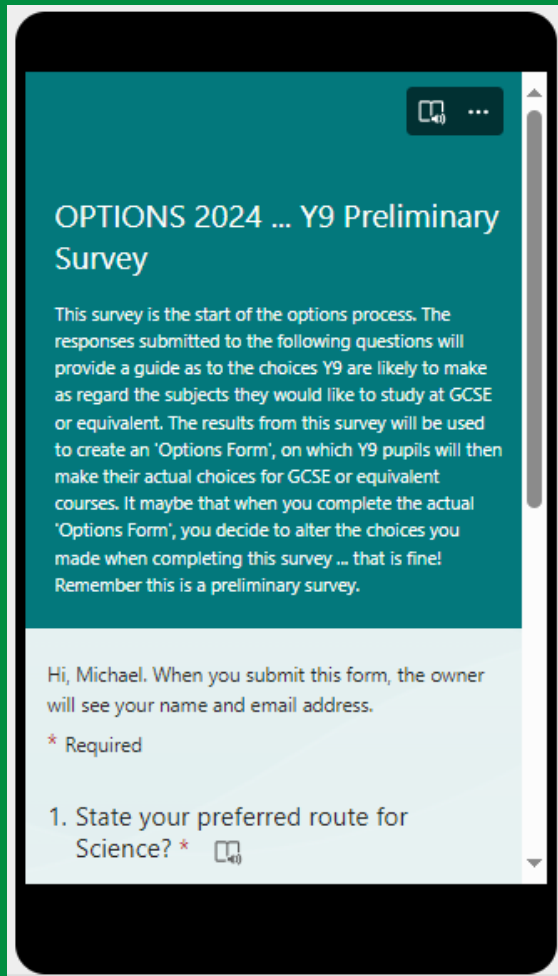 OPTIONS 2024 ... Y9 Preliminary
Survey
This survey is the start of the options process. The
responses submitted to the following questions will
provide a guide as to the choices Y9 are likely to make
as regard the subjects they would like to study at GCSE
or equivalent. The results from this survey will be used
to create an 'Options Form', on which Y9 pupils will then
make their actual choices for GCSE or equivalent
courses. It maybe that when you complete the actual
'Options Form', you decide to alter the choices you
made when completing this survey ... that is fine!
Remember this is a preliminary survey.
Hi, Michael. When you submit this form, the owner
will see your name and email address.
* Required
1. State your preferred route for
Science? *